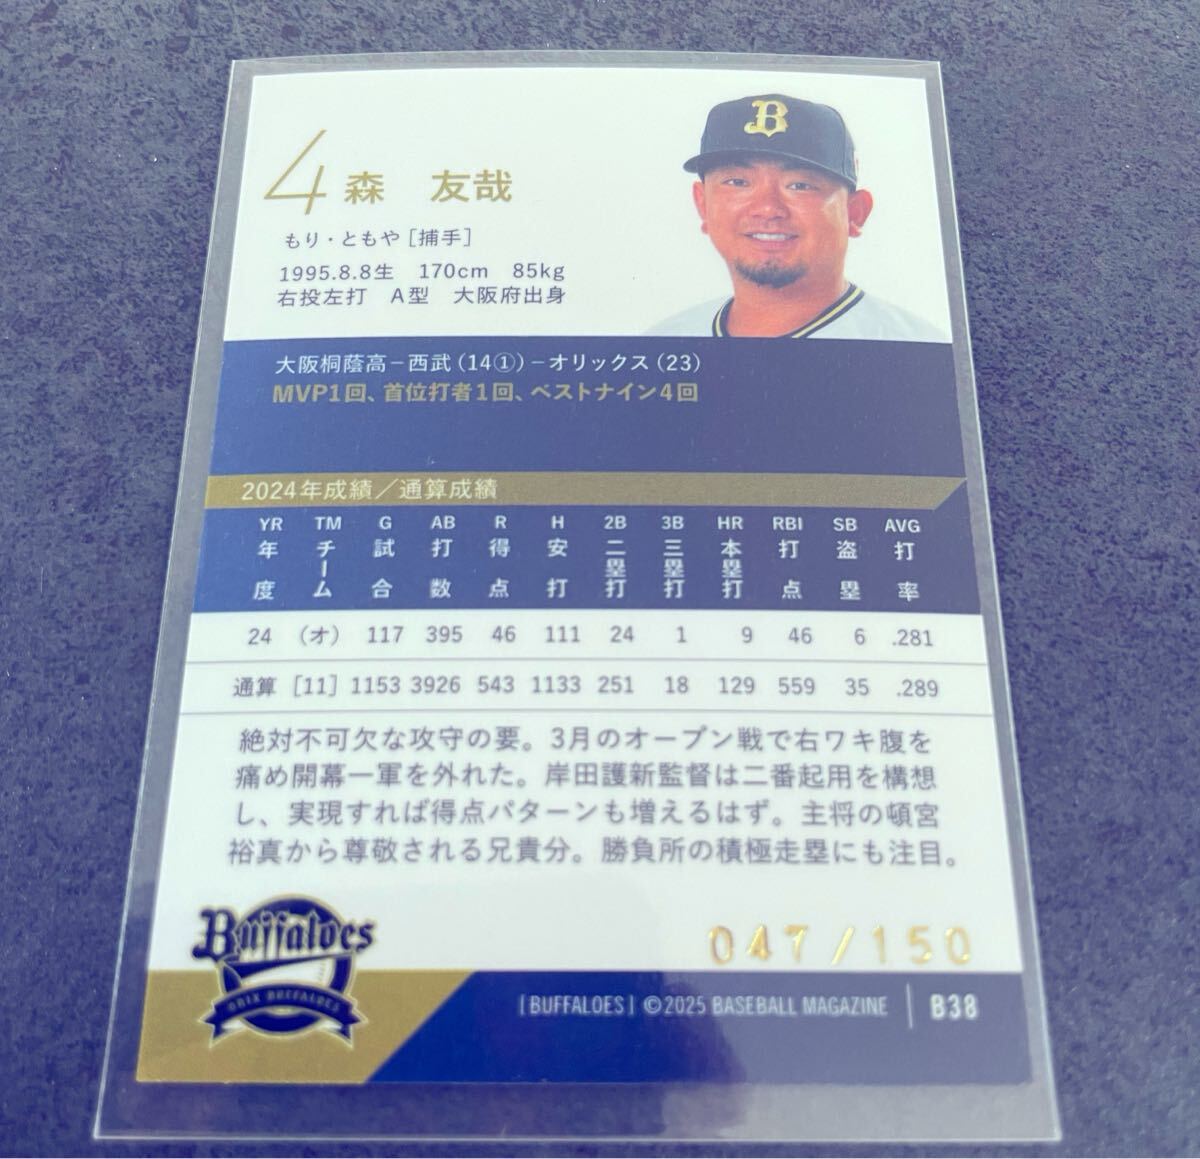 B
4 森 友哉
もり・ともや［捕手］
1995.8.8生 170cm 85kg
右投左打 A型 大阪府出身
大阪桐蔭高－西武（14①）－オリックス（23）
MVP1回、首位打者1回、ベストナイン4回
2024年成績／通算成績
YR TM G AB R H 2B 3B HR RBI SB AVG
年度 チーム 試合 打数 得点 安打 二塁打 三塁打 本塁打 打点 盗塁 打率
24 （オ） 117 395 46 111 24 1 9 46 6 .281
通算 ［11］ 1153 3926 543 1133 251 18 129 559 35 .289
絶対不可欠な攻守の要。3月のオープン戦で右ワキ腹を
痛め開幕一軍を外れた。岸田護新監督は二番起用を構想
し、実現すれば得点パターンも増えるはず。主将の頓宮
裕真から尊敬される兄貴分。勝負所の積極走塁にも注目。
Buffaloes
ORIX BUFFALOES
047/150
［BUFFALOES］ ©2025 BASEBALL MAGAZINE | B38